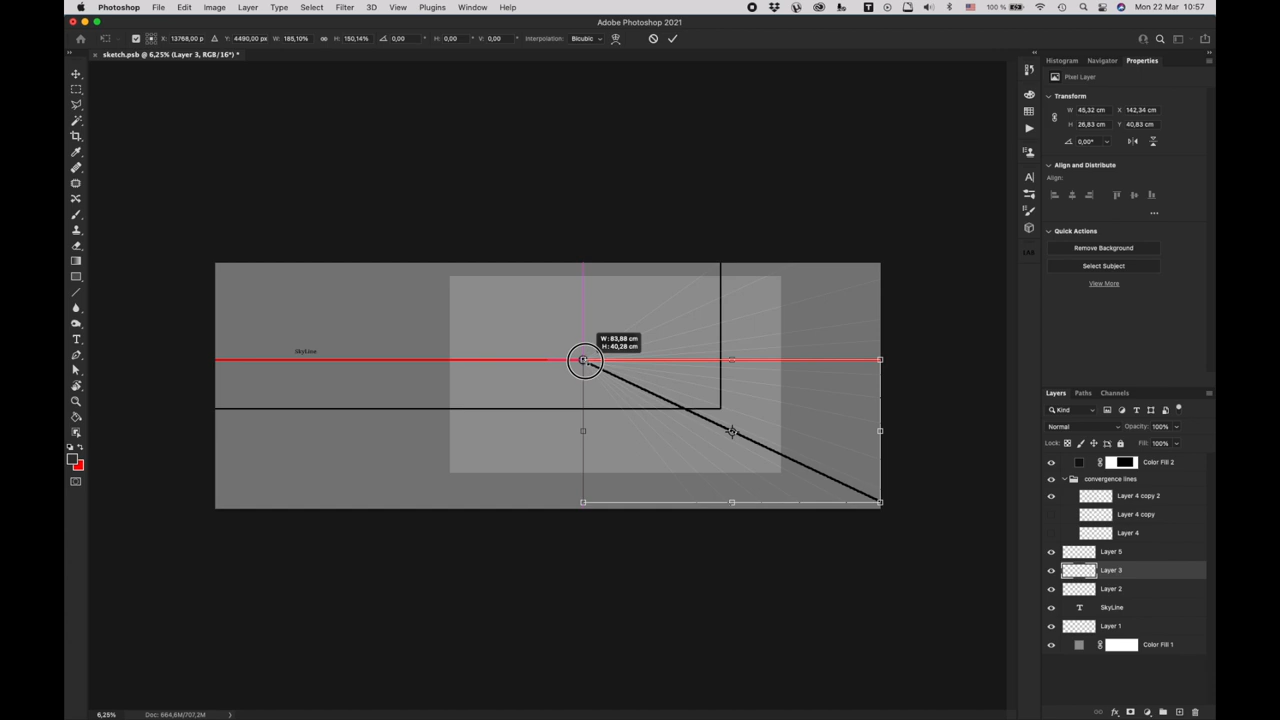 Photoshop File Edit Image Layer Type Select Filter 3D View Plugins Window Help 100 % Mon 22 Mar 10:57
Adobe Photoshop 2021
X: 13768,00 p Y: 4490,00 px W: 185,10% H: 150,14% 0,00 H: 0,00 V: 0,00 Interpolation: Bicubic
sketch.psb @ 6,25% (Layer 3, RGB/16*) *
Histogram Navigator Properties
Pixel Layer
Transform
W 45,32 cm X 142,34 cm
H 26,83 cm Y 40,83 cm
0,00°
Align and Distribute
Align:
Quick Actions
Remove Background
Select Subject
View More
W: 83,88 cm
H: 40,28 cm
SkyLine
Layers Paths Channels
Kind
Normal Opacity: 100%
Lock: Fill: 100%
Color Fill 2
convergence lines
Layer 4 copy 2
Layer 4 copy
Layer 4
Layer 5
Layer 3
Layer 2
T SkyLine
Layer 1
Color Fill 1
6,25% Doc: 664,6M/707,2M